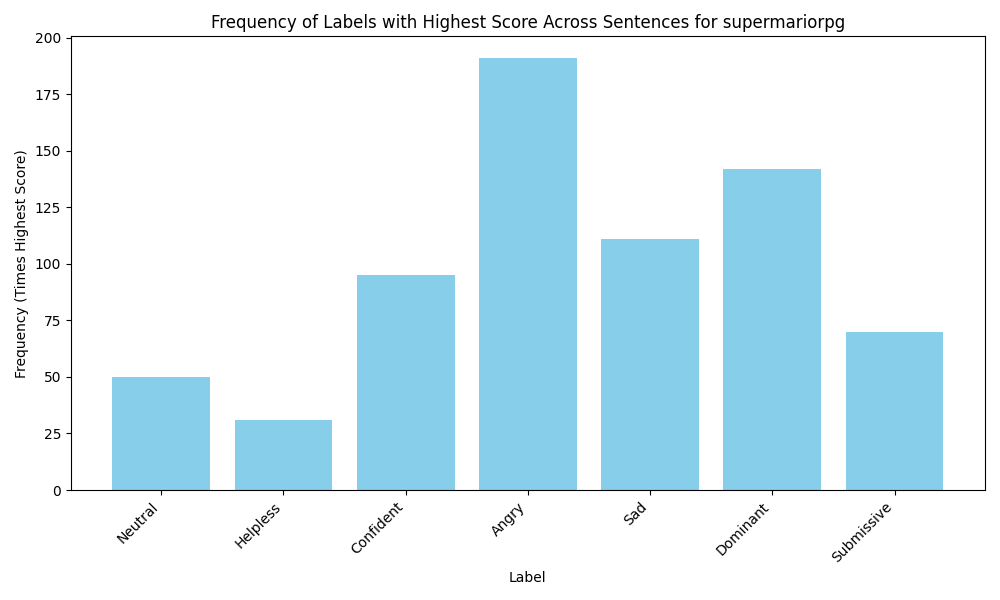 Frequency of Labels with Highest Score Across Sentences for supermariorpg
Frequency (Times Highest Score)
200
175
150
125
100
75
50
25
0
Neutral
Helpless
Confident
Angry
Sad
Dominant
Submissive
Label